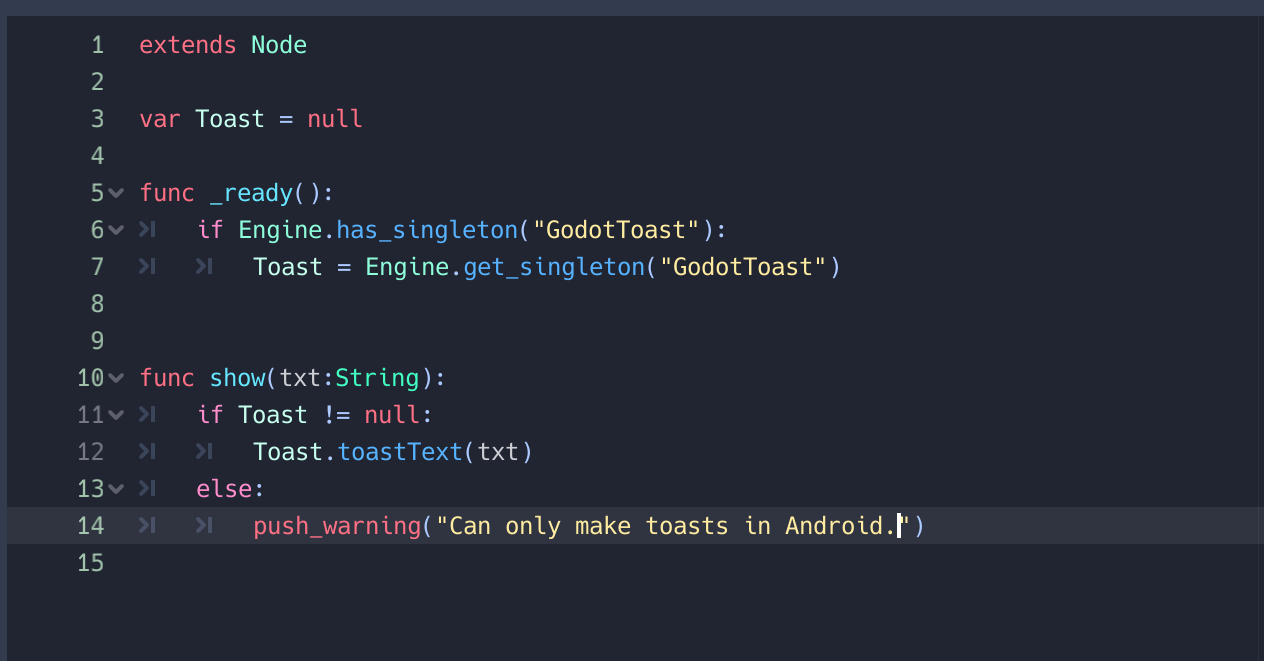 1 extends Node
2
3 var Toast = null
4
5 func _ready():
6 if Engine.has_singleton("GodotToast"):
7 Toast = Engine.get_singleton("GodotToast")
8
9
10 func show(txt:String):
11 if Toast != null:
12 Toast.toastText(txt)
13 else:
14 push_warning("Can only make toasts in Android.")
15